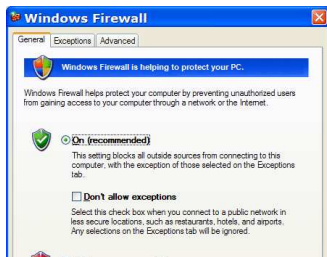 Windows Firewall
General Exceptions Advanced
Windows Firewall is helping to protect your PC.
Windows Firewall helps protect your computer by preventing unauthorized users
from gaining access to your computer through a network or the Internet.
On (recommended)
This setting blocks all outside sources from connecting to this
computer, with the exception of those selected on the Exceptions
tab.
Don't allow exceptions
Select this check box when you connect to a public network in
less secure locations, such as restaurants, hotels, and airports.
Any selections on the Exceptions tab will be ignored.